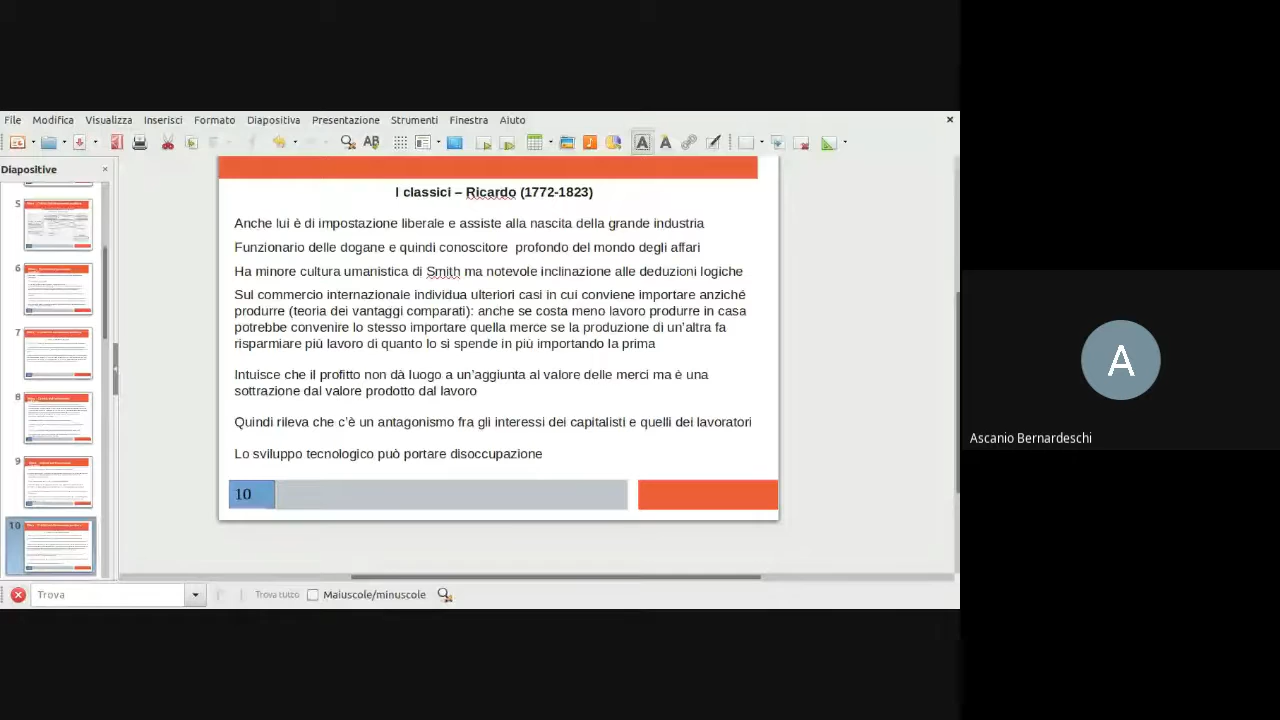 File Modifica Visualizza Inserisci Formato Diapositiva Presentazione Strumenti Finestra Aiuto
Diapositive
5
6
7
8
9
10
I classici – Ricardo (1772-1823)
Anche lui è di impostazione liberale e assiste alla nascita della grande industria
Funzionario delle dogane e quindi conoscitore profondo del mondo degli affari
Ha minore cultura umanistica di Smith ma notevole inclinazione alle deduzioni logiche
Sul commercio internazionale individua ulteriori casi in cui conviene importare anziché
produrre (teoria dei vantaggi comparati): anche se costa meno lavoro produrre in casa
potrebbe convenire lo stesso importare quella merce se la produzione di un'altra fa
risparmiare più lavoro di quanto lo si spende in più importando la prima
Intuisce che il profitto non dà luogo a un'aggiunta al valore delle merci ma è una
sottrazione dal valore prodotto dal lavoro
Quindi rileva che c'è un antagonismo fra gli interessi dei capitalisti e quelli dei lavoratori
Lo sviluppo tecnologico può portare disoccupazione
10
Trova
Trova tutto
Maiuscole/minuscole
A
Ascanio Bernardeschi